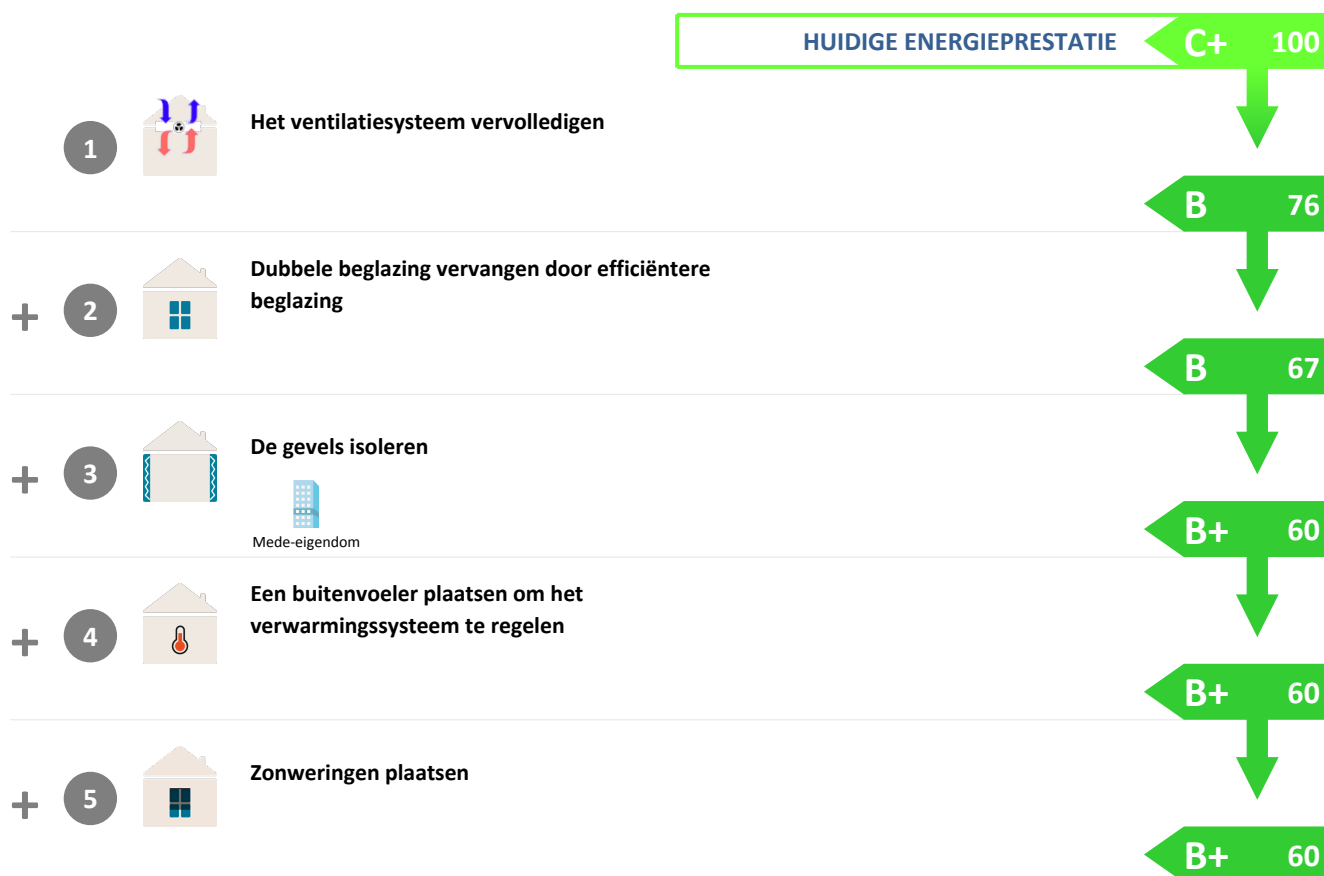 HUIDIGE ENERGIEPRESTATIE C+ 100
1 Het ventilatiesysteem vervolledigen
B 76
+ 2 Dubbele beglazing vervangen door efficiëntere
beglazing
B 67
+ 3 De gevels isoleren
Mede-eigendom
B+ 60
+ 4 Een buitenvoeler plaatsen om het
verwarmingssysteem te regelen
B+ 60
+ 5 Zonweringen plaatsen
B+ 60